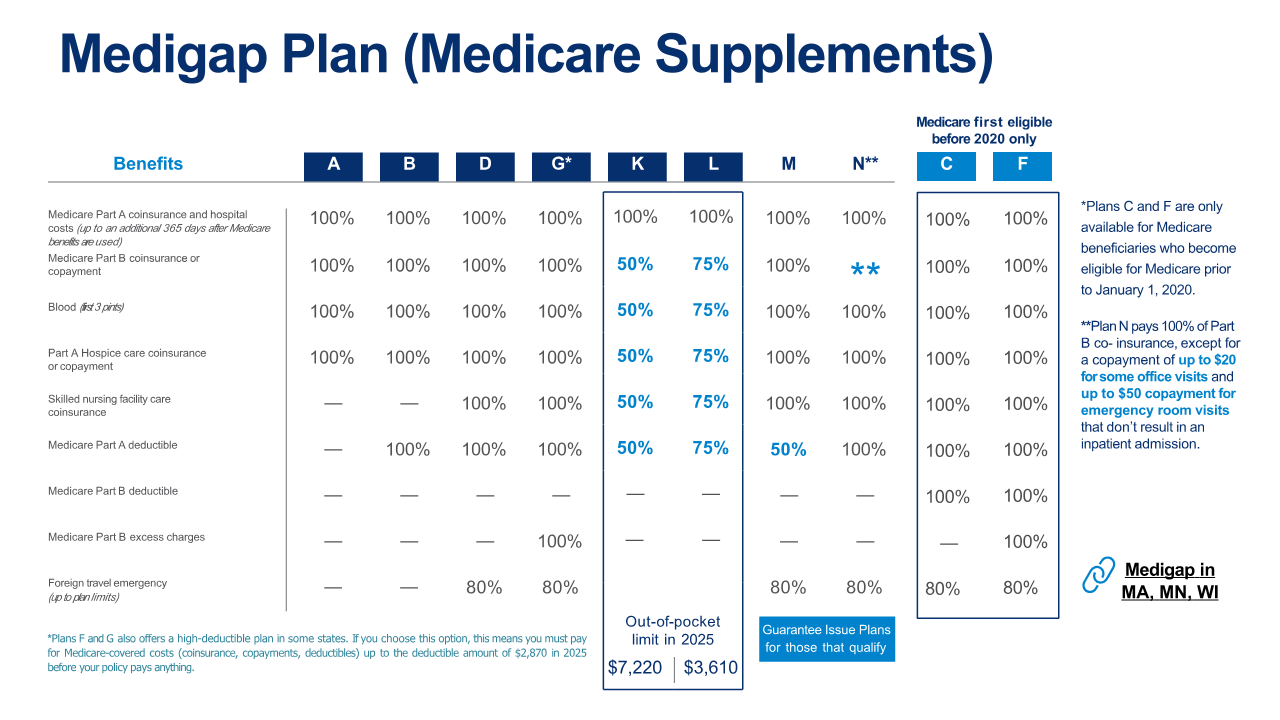 Medigap Plan (Medicare Supplements)
Medicare first eligible
before 2020 only
Benefits A B D G* K L M N** C F
Medicare Part A coinsurance and hospital
costs (up to an additional 365 days after Medicare
benefits are used) 100% 100% 100% 100% 100% 100% 100% 100% 100% 100%
Medicare Part B coinsurance or
copayment 100% 100% 100% 100% 50% 75% 100% ** 100% 100%
Blood (first 3 pints) 100% 100% 100% 100% 50% 75% 100% 100% 100% 100%
Part A Hospice care coinsurance
or copayment 100% 100% 100% 100% 50% 75% 100% 100% 100% 100%
Skilled nursing facility care
coinsurance — — 100% 100% 50% 75% 100% 100% 100% 100%
Medicare Part A deductible — 100% 100% 100% 50% 75% 50% 100% 100% 100%
Medicare Part B deductible — — — — — — — — 100% 100%
Medicare Part B excess charges — — — 100% — — — — — 100%
Foreign travel emergency
(up to plan limits) — — 80% 80% 80% 80% 80% 80%
Out-of-pocket
limit in 2025
$7,220 $3,610
Guarantee Issue Plans
for those that qualify
*Plans F and G also offers a high-deductible plan in some states. If you choose this option, this means you must pay
for Medicare-covered costs (coinsurance, copayments, deductibles) up to the deductible amount of $2,870 in 2025
before your policy pays anything.
*Plans C and F are only
available for Medicare
beneficiaries who become
eligible for Medicare prior
to January 1, 2020.
**Plan N pays 100% of Part
B co- insurance, except for
a copayment of up to $20
for some office visits and
up to $50 copayment for
emergency room visits
that don't result in an
inpatient admission.
Medigap in
MA, MN, WI